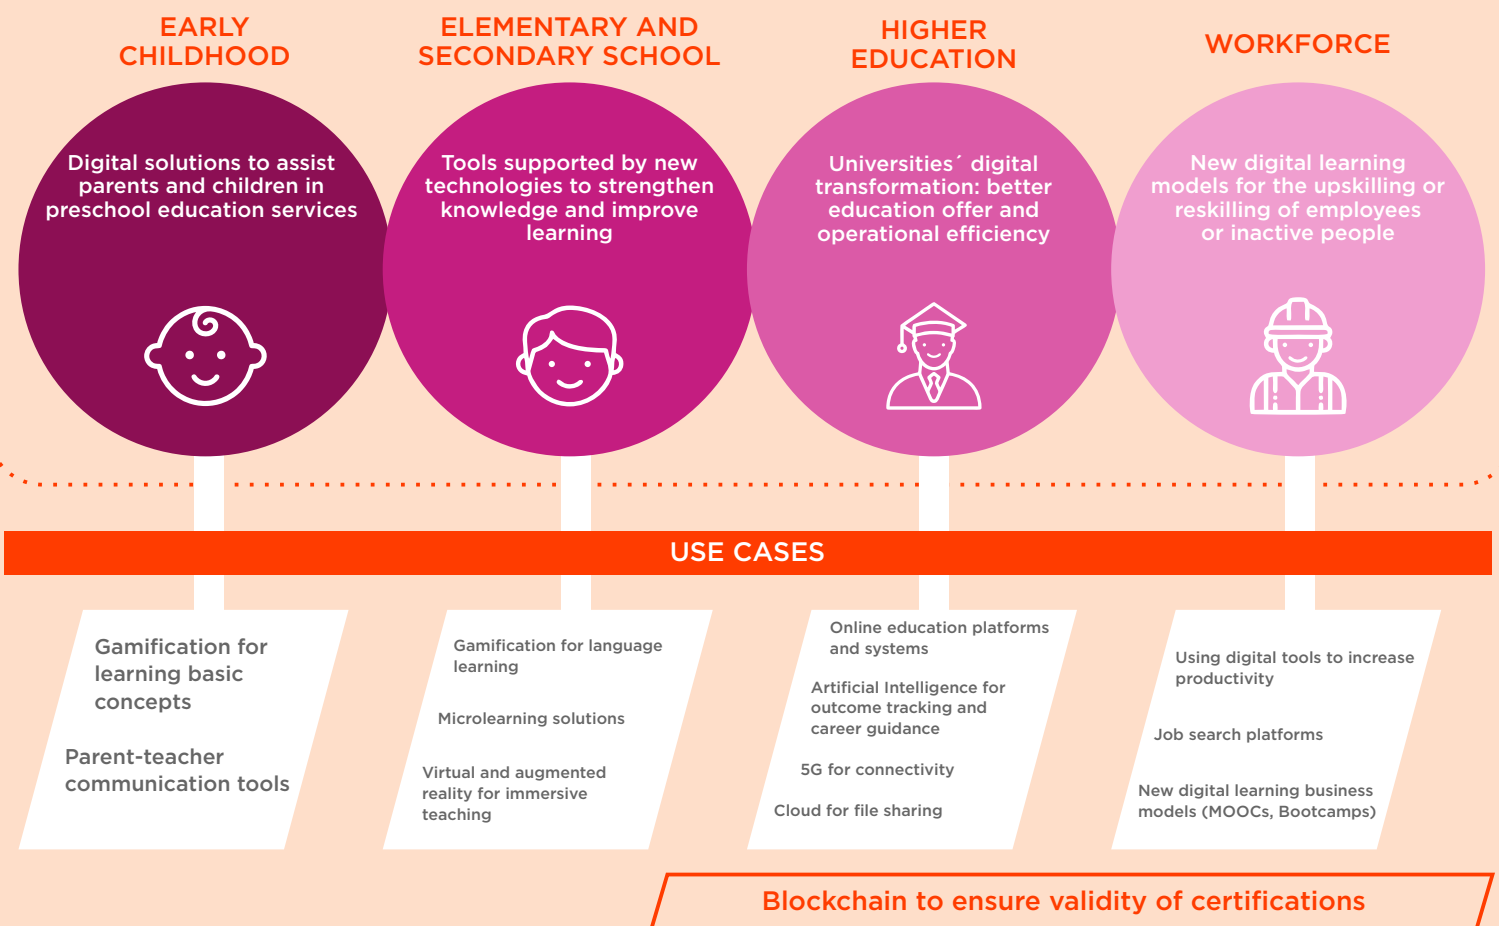 EARLY
CHILDHOOD
ELEMENTARY AND
SECONDARY SCHOOL
HIGHER
EDUCATION
WORKFORCE
Digital solutions to assist
parents and children in
preschool education services
Tools supported by new
technologies to strengthen
knowledge and improve
learning
Universities´ digital
transformation: better
education offer and
operational efficiency
New digital learning
models for the upskilling or
reskilling of employees
or inactive people
USE CASES
Gamification for
learning basic
concepts
Parent-teacher
communication tools
Gamification for language
learning
Microlearning solutions
Virtual and augmented
reality for immersive
teaching
Online education platforms
and systems
Artificial Intelligence for
outcome tracking and
career guidance
5G for connectivity
Cloud for file sharing
Using digital tools to increase
productivity
Job search platforms
New digital learning business
models (MOOCs, Bootcamps)
Blockchain to ensure validity of certifications